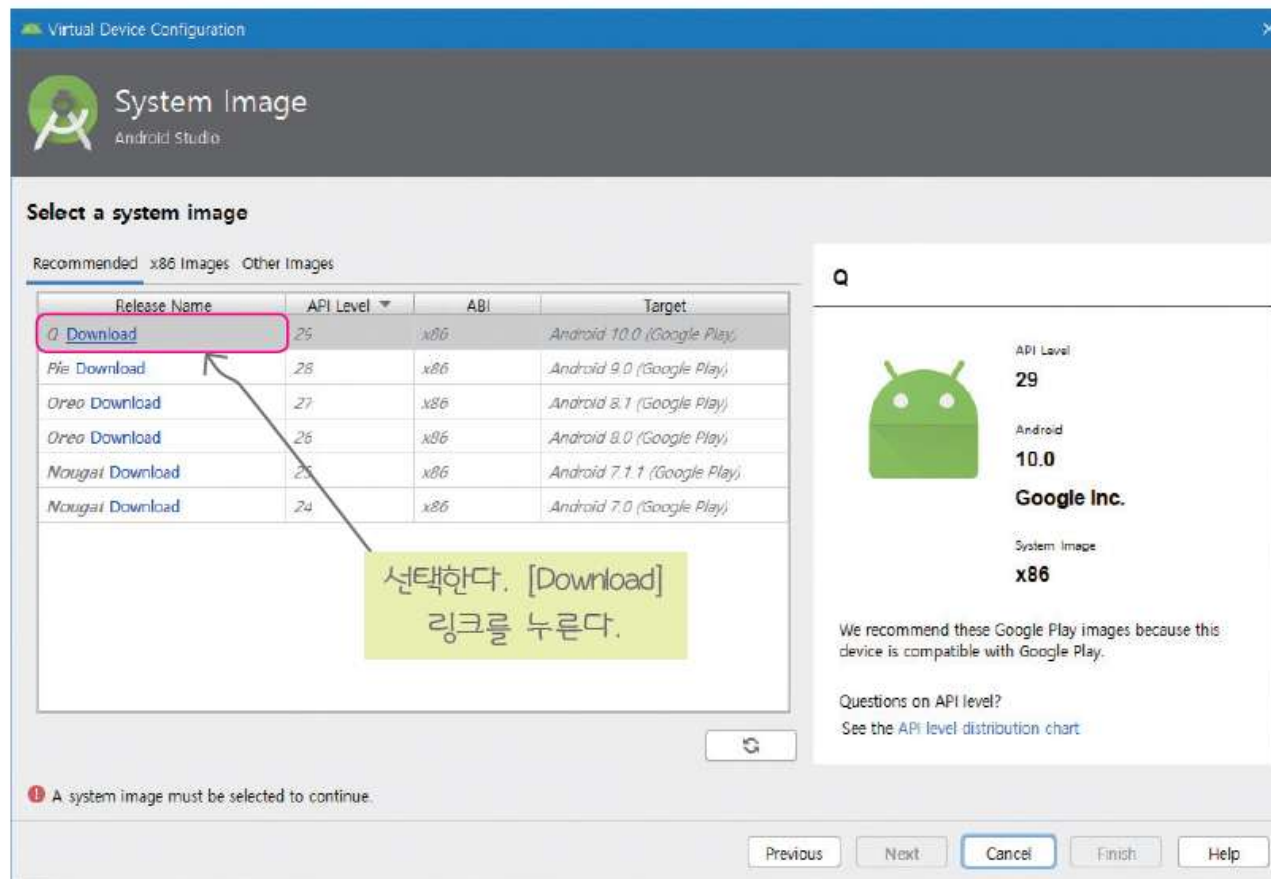 Virtual Device Configuration
System Image
Android Studio
Select a system image
Recommended x86 Images Other Images
Release Name API Level ABI Target
Q Download 29 x86 Android 10.0 (Google Play)
Pie Download 28 x86 Android 9.0 (Google Play)
Oreo Download 27 x86 Android 8.1 (Google Play)
Oreo Download 26 x86 Android 8.0 (Google Play)
Nougat Download 25 x86 Android 7.1.1 (Google Play)
Nougat Download 24 x86 Android 7.0 (Google Play)
선택한다. [Download]
링크를 누른다.
Q
API Level
29
Android
10.0
Google Inc.
System Image
x86
We recommend these Google Play images because this
device is compatible with Google Play.
Questions on API level?
See the API level distribution chart
A system image must be selected to continue.
Previous Next Cancel Finish Help